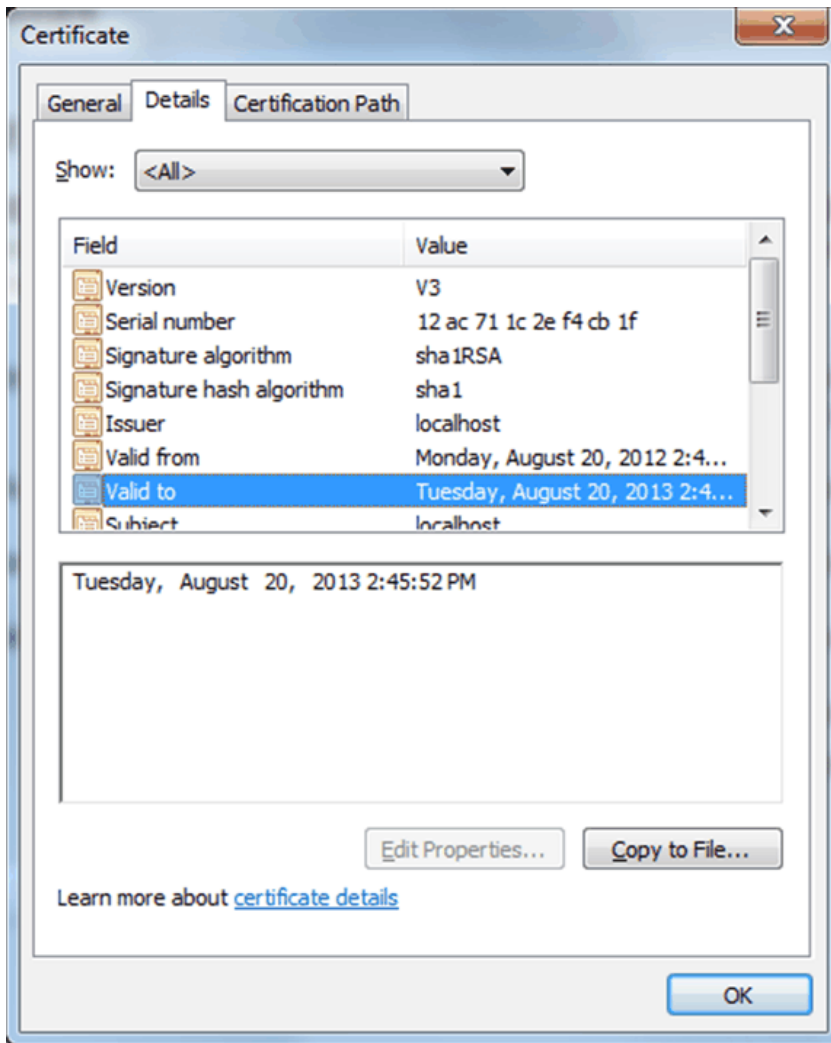 Certificate
General Details Certification Path
Show: <All>
Field Value
Version V3
Serial number 12 ac 71 1c 2e f4 cb 1f
Signature algorithm sha1RSA
Signature hash algorithm sha1
Issuer localhost
Valid from Monday, August 20, 2012 2:4...
Valid to Tuesday, August 20, 2013 2:4...
Subject localhost
Tuesday, August 20, 2013 2:45:52 PM
Edit Properties... Copy to File...
Learn more about certificate details
OK